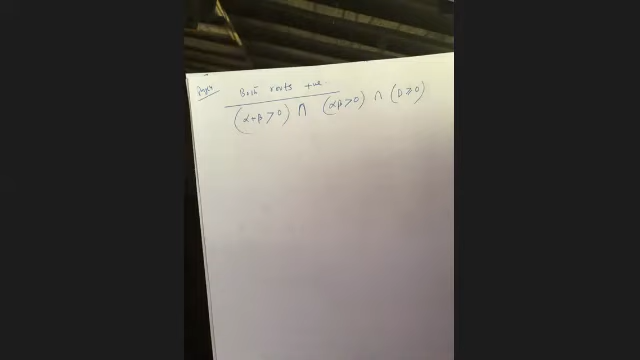 Both roots +ve
(α+β > 0) ∩ (αβ > 0) ∩ (D ≥ 0)